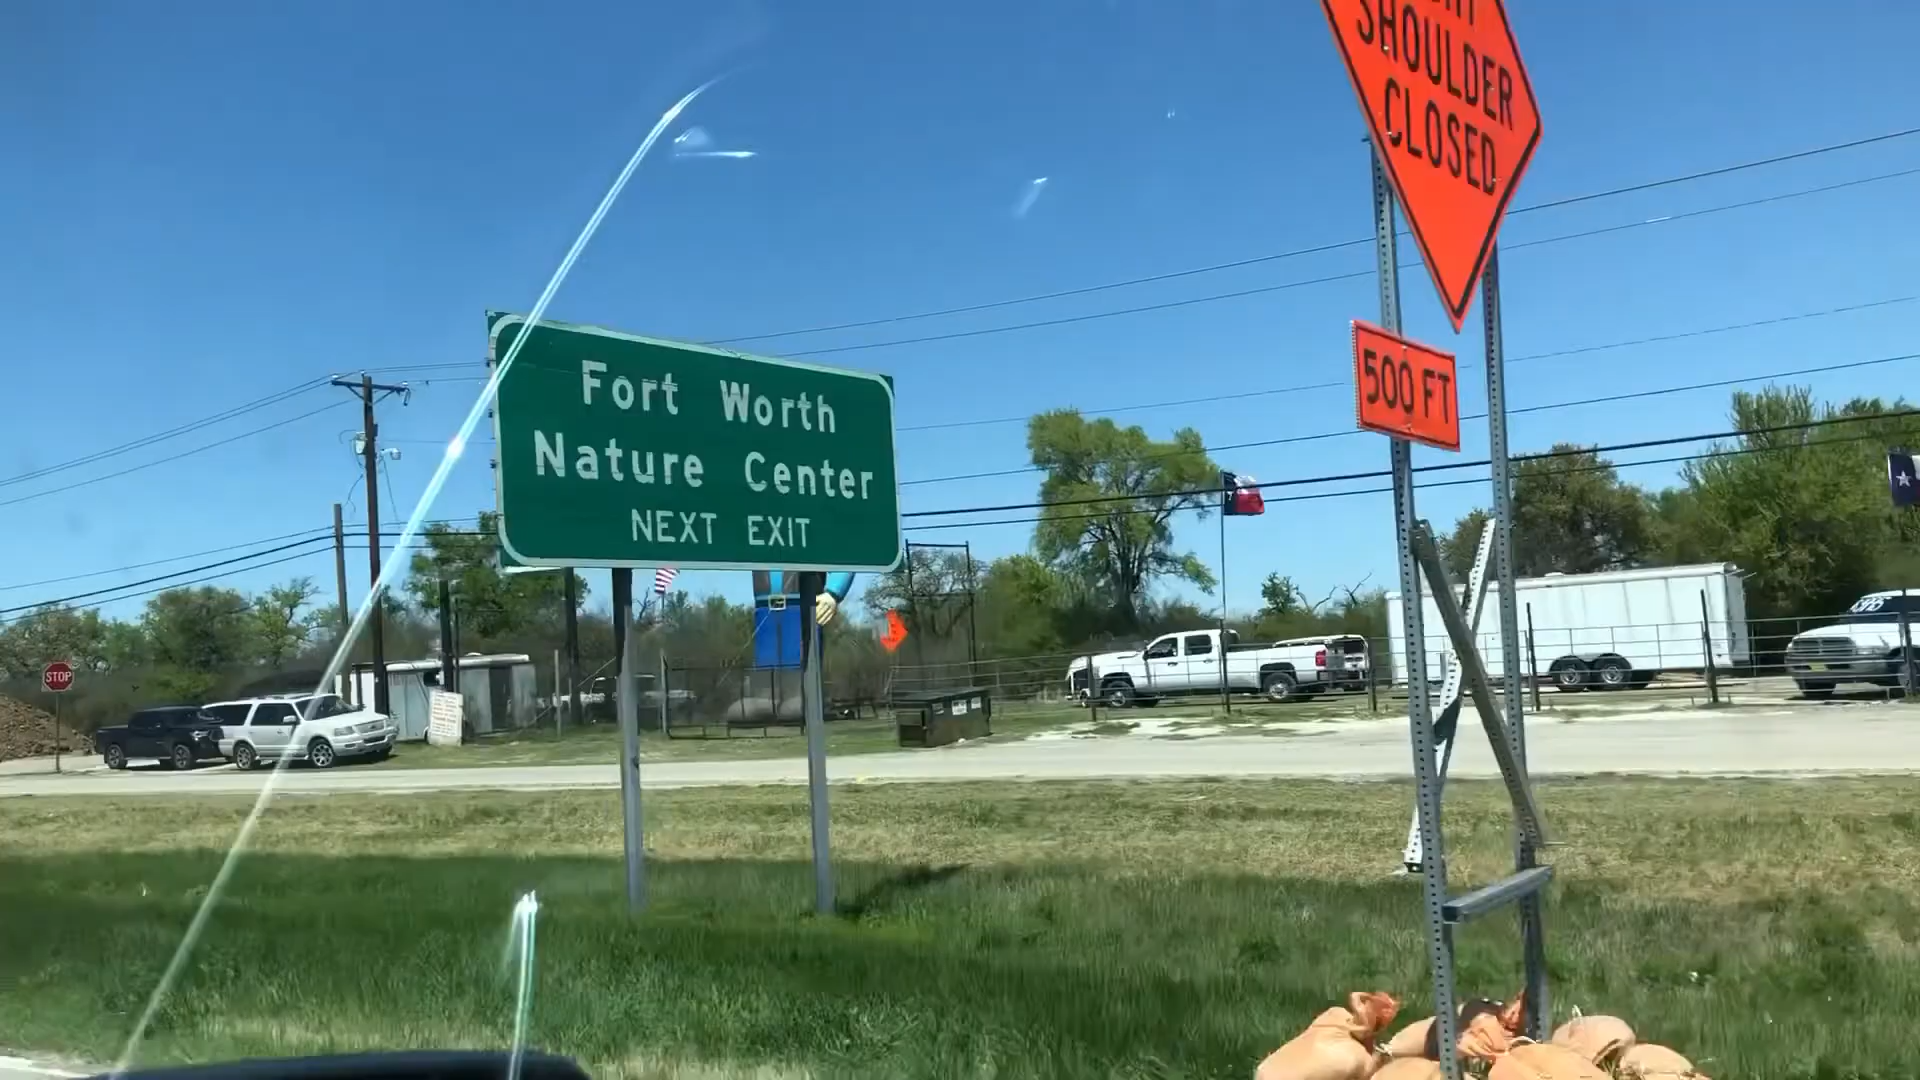 SHOULDER
CLOSED
500 FT
Fort Worth
Nature Center
NEXT EXIT
STOP